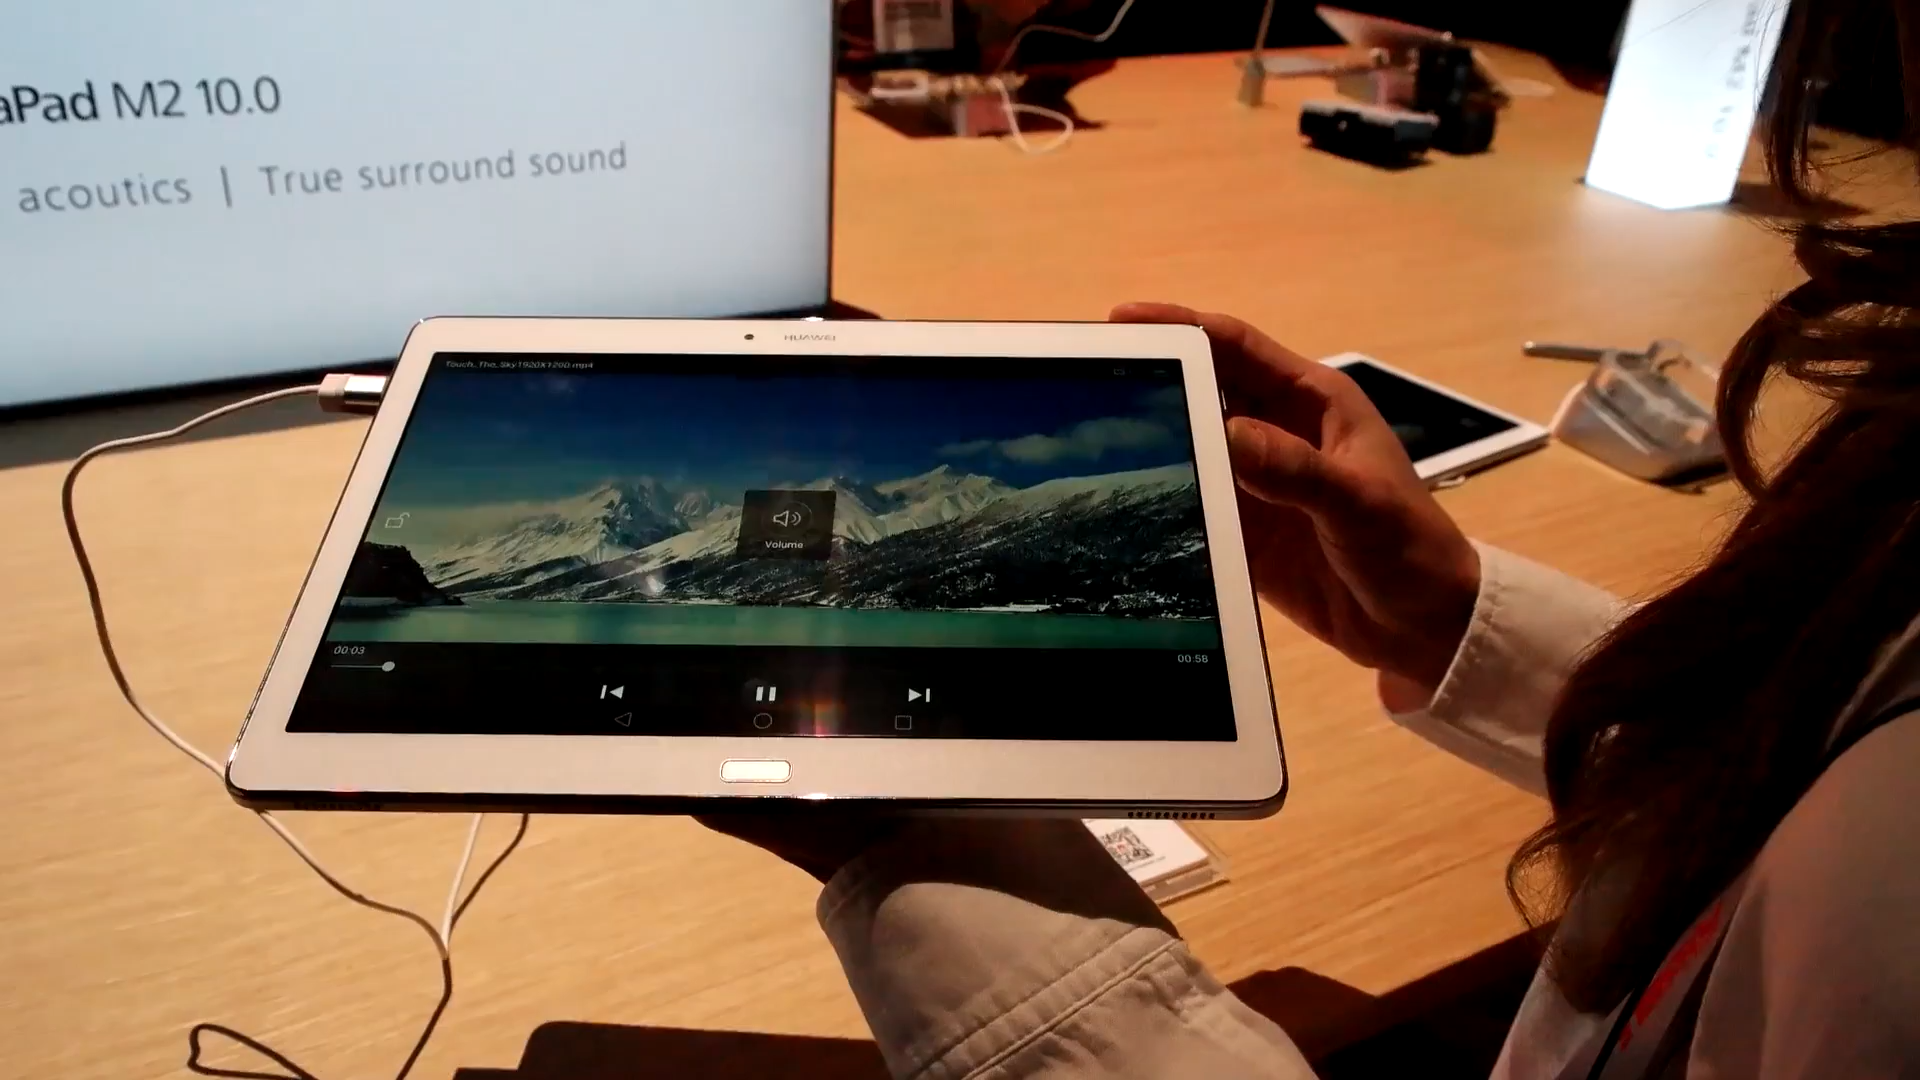 aPad M2 10.0
acoutics | True surround sound
HUAWEI
Touch_The_Sky1920X1200.mp4
Volume
00:03
00:58